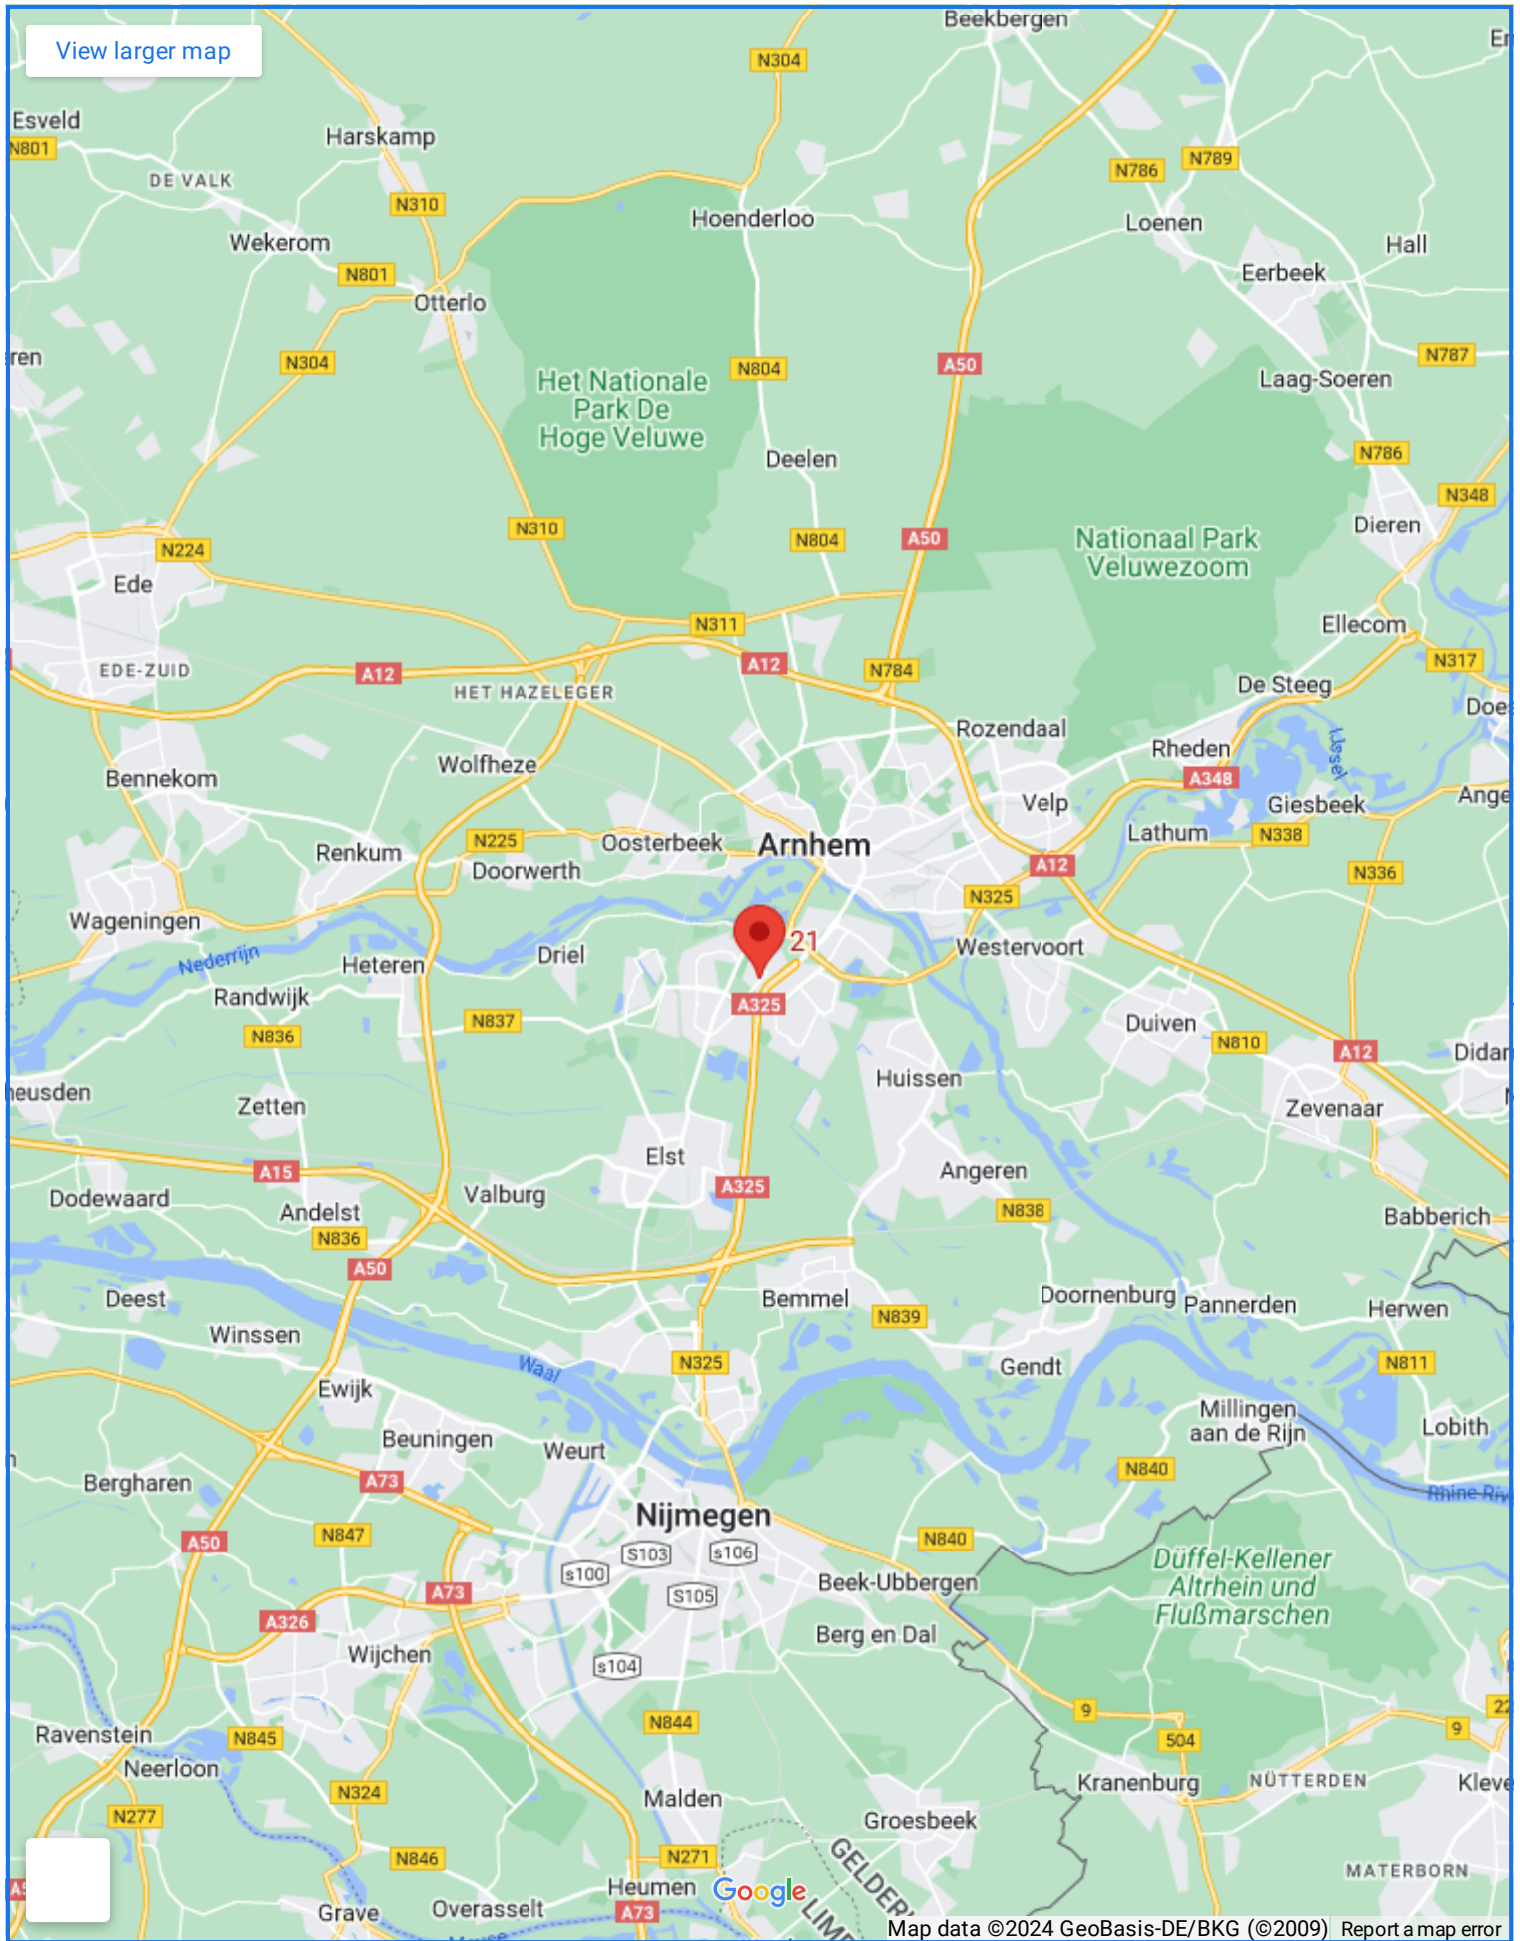 Beekbergen
View larger map
N304
Esveld
Harskamp
N801
N786
N789
DE VALK
N310
Hoenderloo
Loenen
Wekerom
Hall
N801
Eerbeek
Otterlo
N304
N804
A50
N787
Het Nationale
Park De
Hoge Veluwe
Laag-Soeren
Deelen
N786
N348
N310
Dieren
N224
N804
A50
Nationaal Park
Veluwezoom
Ede
N311
Ellecom
A12
N784
N317
EDE-ZUID
A12
HET HAZELEGER
De Steeg
Rozendaal
Rheden
IJssel
Wolfheze
A348
Bennekom
Velp
Giesbeek
Lathum
N338
N225
Oosterbeek
Arnhem
Renkum
Doorwerth
A12
N336
N325
Wageningen
21
Westervoort
Nederrijn
Driel
Heteren
Randwijk
A325
N837
Duiven
N836
N810
A12
Huissen
Zetten
Zevenaar
Elst
A15
Angeren
Dodewaard
Valburg
A325
Andelst
N838
Babberich
N836
A50
Deest
Bemmel
Doornenburg
Pannerden
Herwen
Winssen
N839
Waal
N325
Gendt
N811
Ewijk
Millingen
aan de Rijn
Lobith
Beuningen
Weurt
Bergharen
A73
N840
Rhine Riv
Nijmegen
A50
N847
S103
s106
N840
Düffel-Kellener
Altrhein und
Flußmarschen
s100
A73
S105
Beek-Ubbergen
A326
Berg en Dal
Wijchen
s104
9
22
N844
9
Ravenstein
N845
504
Neerloon
Kranenburg
NÜTTERDEN
Kleve
N324
Malden
N277
Groesbeek
N846
N271
GELDERL
MATERBORN
Heumen
Google
Grave
Overasselt
A73
LIMB
Map data ©2024 GeoBasis-DE/BKG (©2009)
Report a map error